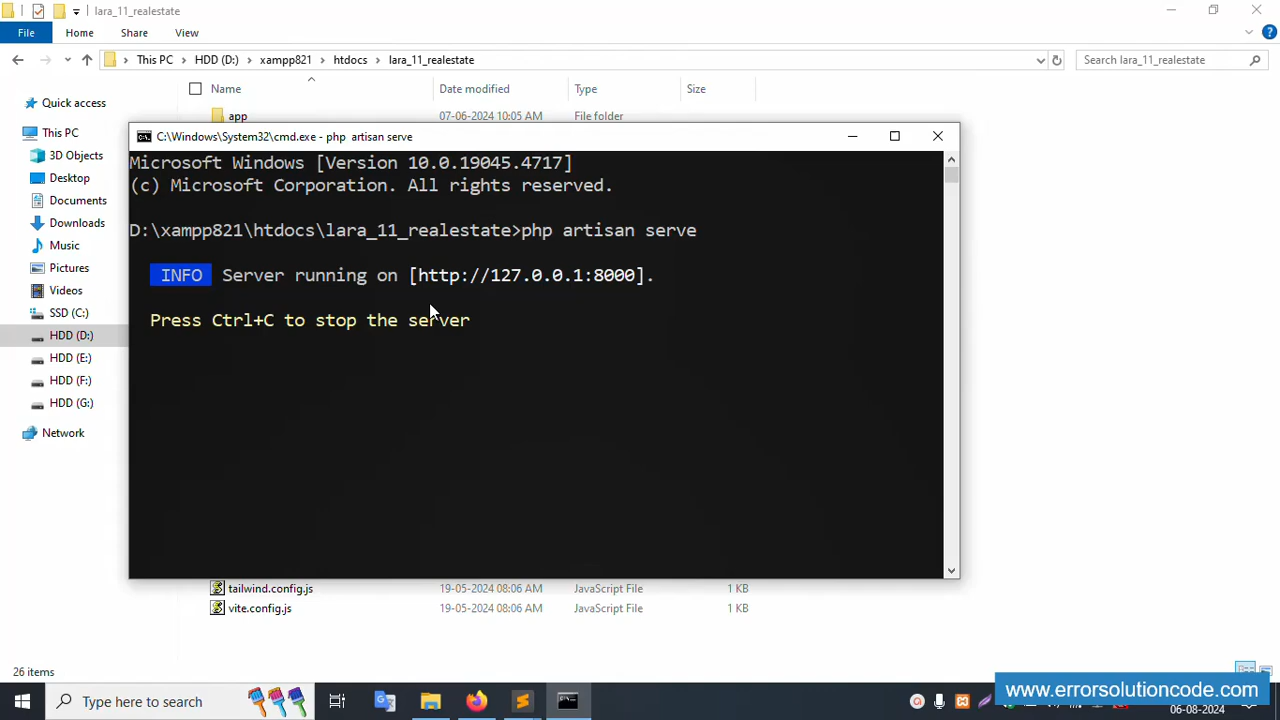 lara_11_realestate
File
Home
Share
View
This PC
HDD (D:)
xampp821
htdocs
lara_11_realestate
Search lara_11_realestate
Name
Date modified
Type
Size
Quick access
This PC
3D Objects
Desktop
Documents
Downloads
Music
Pictures
Videos
SSD (C:)
HDD (D:)
HDD (E:)
HDD (F:)
HDD (G:)
Network
app 07-06-2024 10:05 AM File folder
C:\Windows\System32\cmd.exe - php artisan serve
Microsoft Windows [Version 10.0.19045.4717]
(c) Microsoft Corporation. All rights reserved.
D:\xampp821\htdocs\lara_11_realestate>php artisan serve
INFO Server running on [http://127.0.0.1:8000].
Press Ctrl+C to stop the server
tailwind.config.js 19-05-2024 08:06 AM JavaScript File 1 KB
vite.config.js 19-05-2024 08:06 AM JavaScript File 1 KB
26 items
Type here to search
www.errorsolutioncode.com
06-08-2024